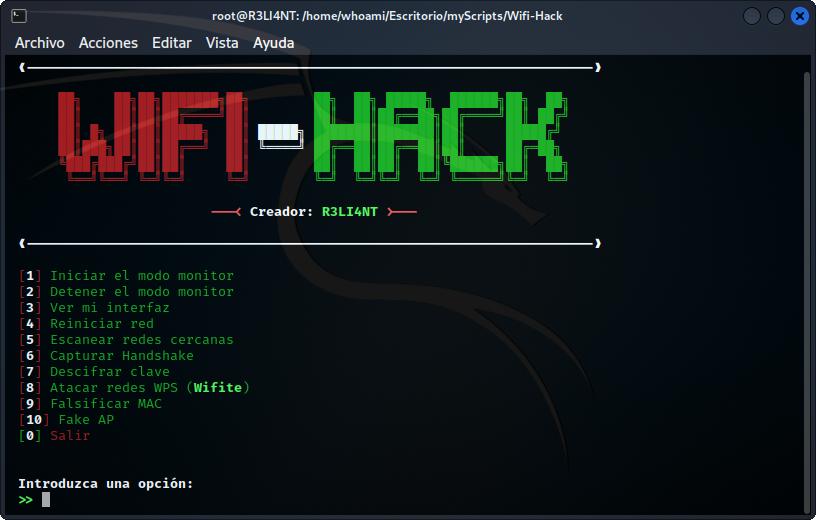 root@R3LI4NT: /home/whoami/Escritorio/myScripts/Wifi-Hack
Archivo Acciones Editar Vista Ayuda
WIFI-HACK
Creador: R3LI4NT
[1] Iniciar el modo monitor
[2] Detener el modo monitor
[3] Ver mi interfaz
[4] Reiniciar red
[5] Escanear redes cercanas
[6] Capturar Handshake
[7] Descifrar clave
[8] Atacar redes WPS (Wifite)
[9] Falsificar MAC
[10] Fake AP
[0] Salir
Introduzca una opción:
>>